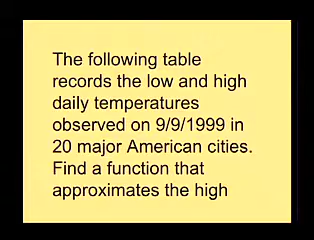 The following table
records the low and high
daily temperatures
observed on 9/9/1999 in
20 major American cities.
Find a function that
approximates the high